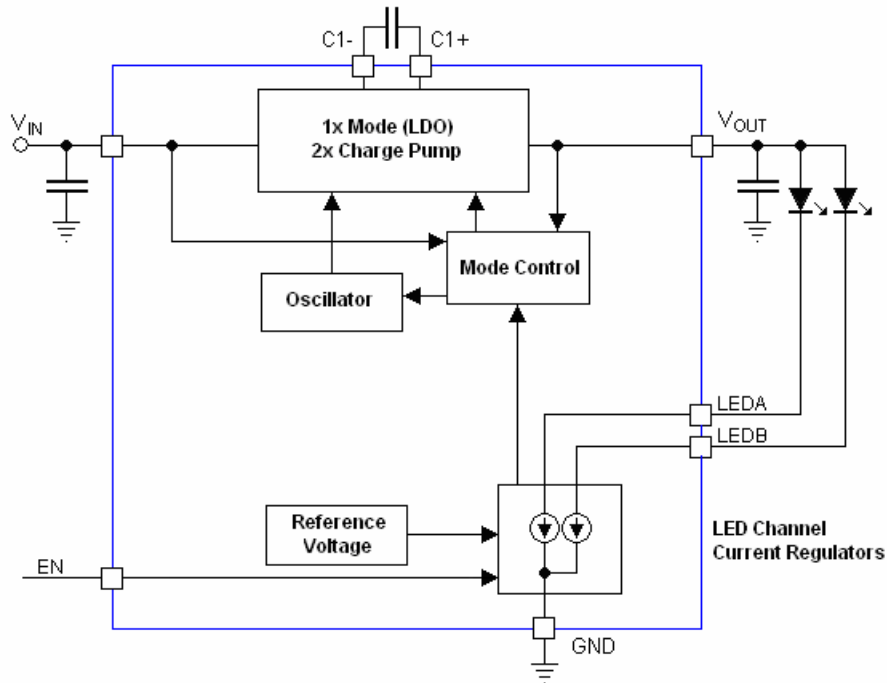 C1-
C1+
VIN
1x Mode (LDO)
2x Charge Pump
VOUT
Mode Control
Oscillator
LEDA
LEDB
Reference
Voltage
LED Channel
Current Regulators
EN
GND